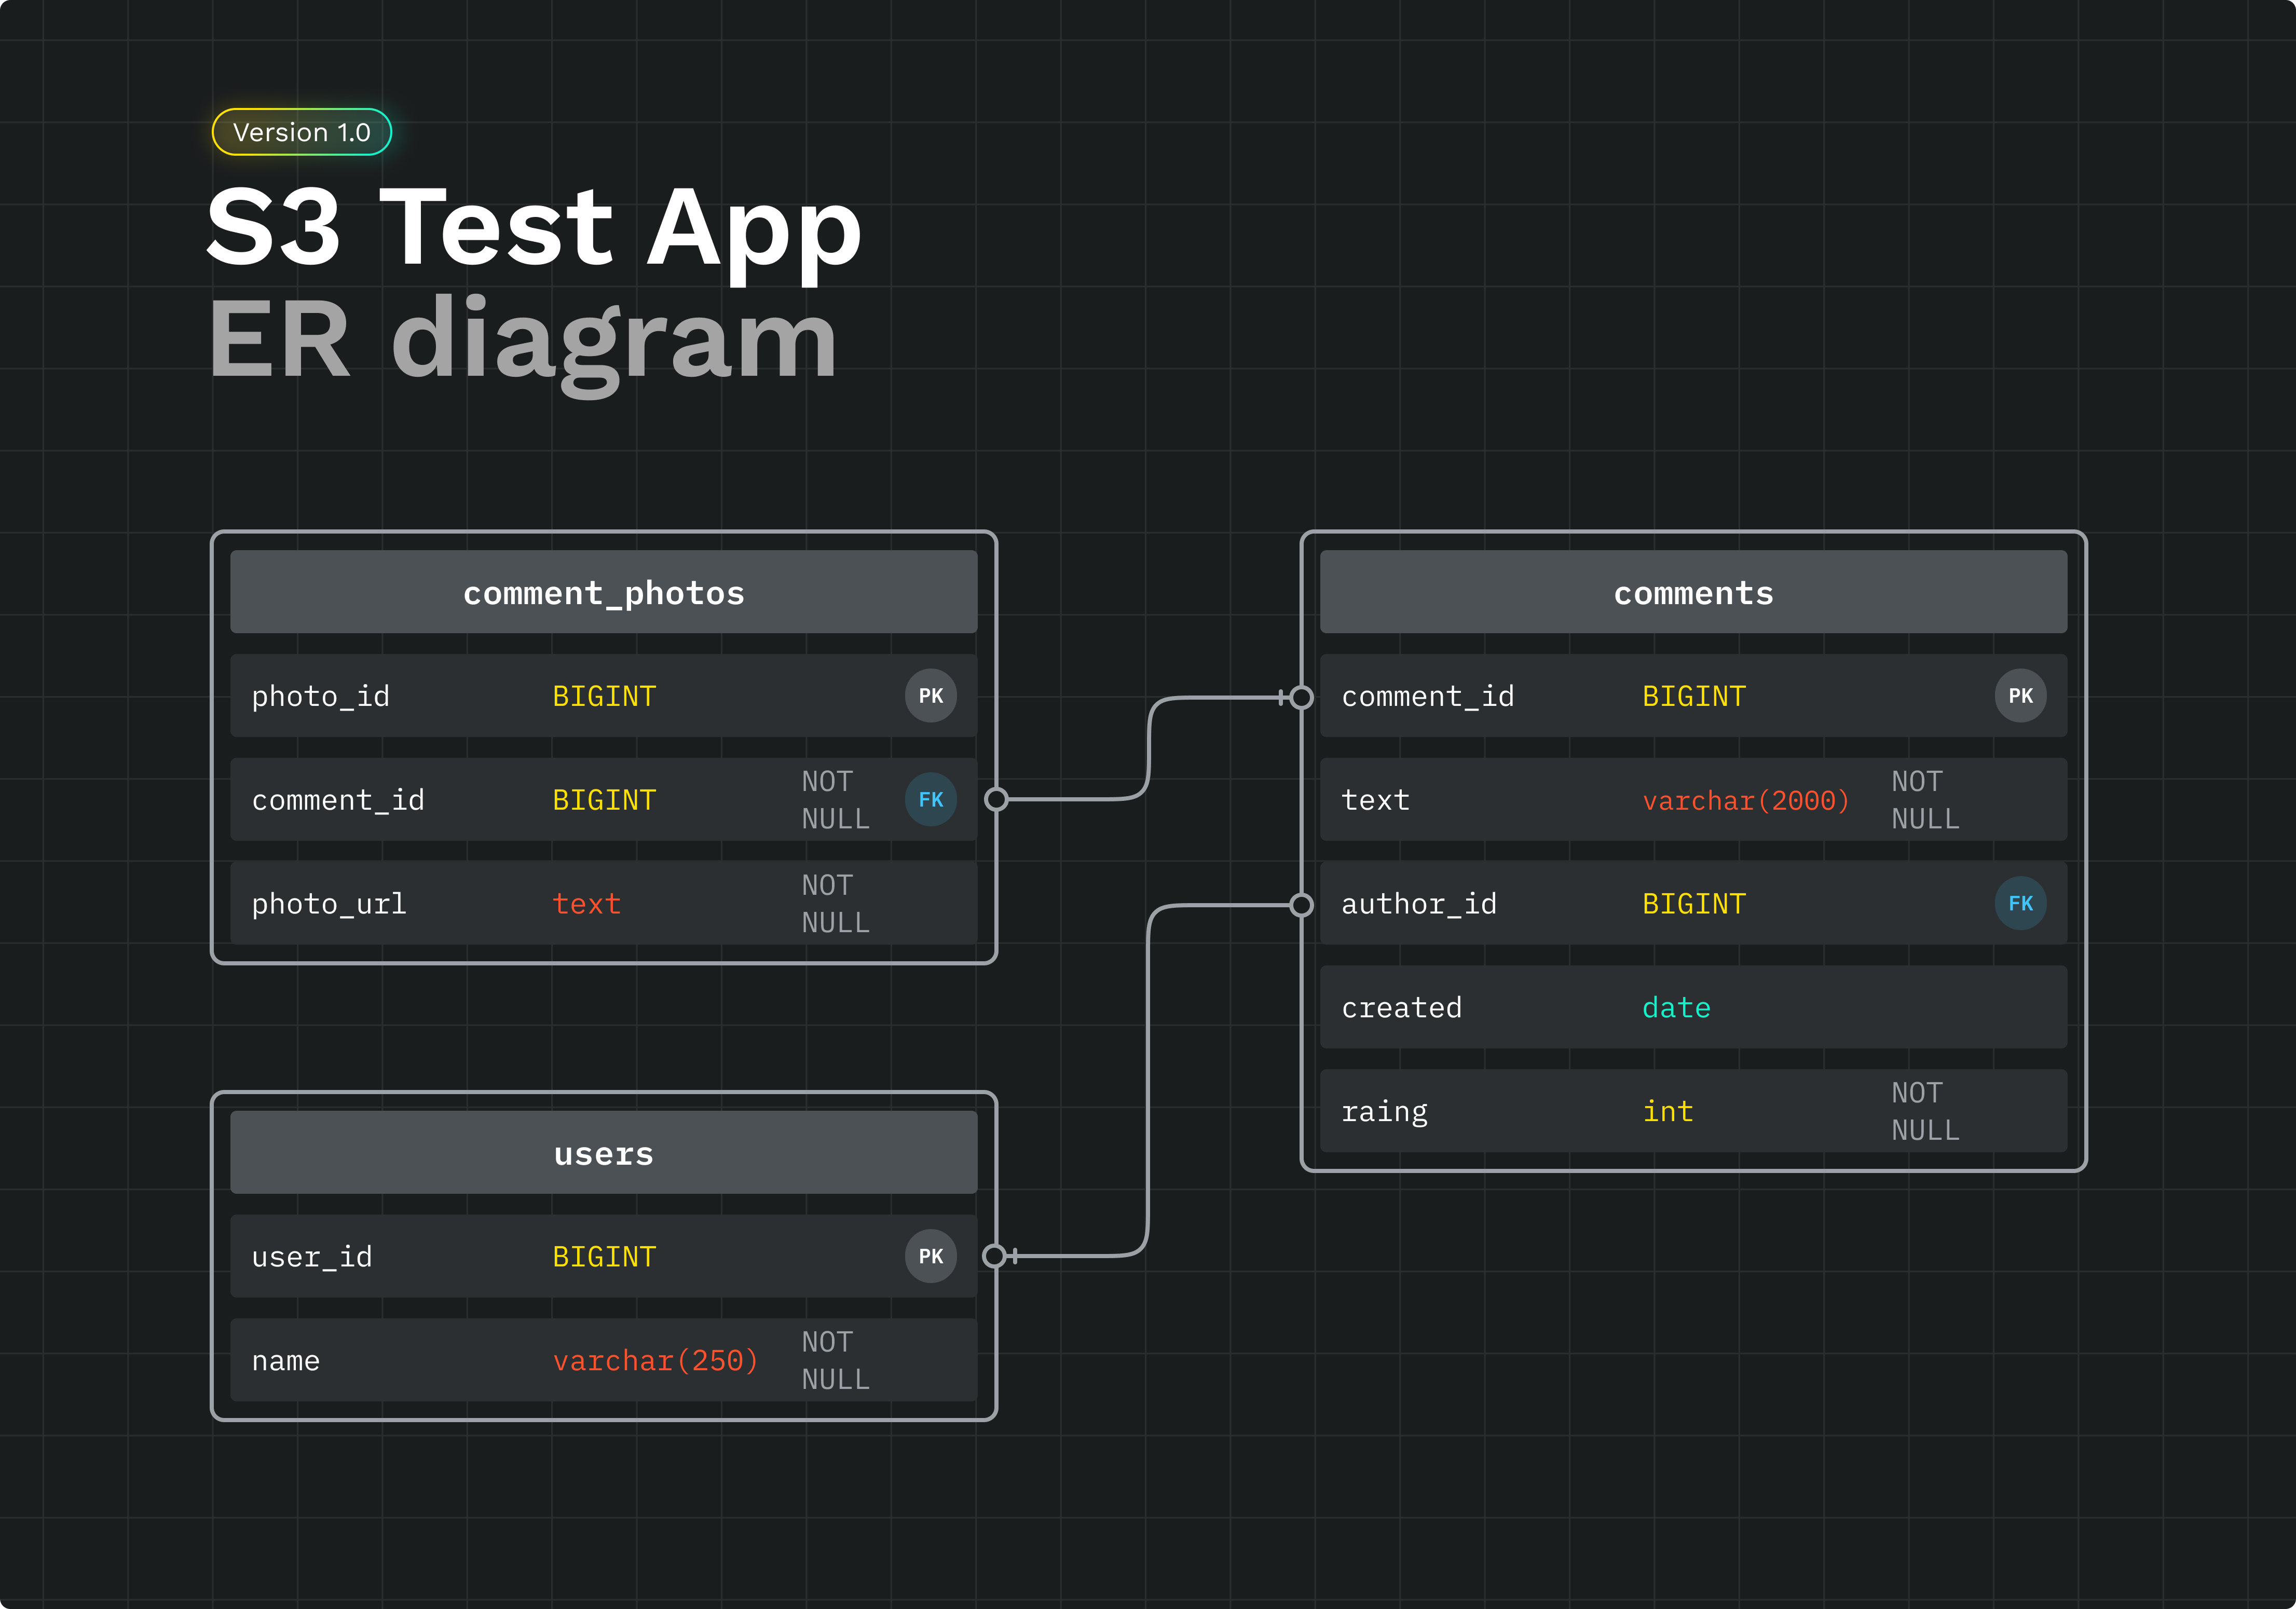 Version 1.0
S3 Test App
ER diagram
comment_photos
photo_id BIGINT PK
comment_id BIGINT NOT NULL FK
photo_url text NOT NULL
comments
comment_id BIGINT PK
text varchar(2000) NOT NULL
author_id BIGINT FK
created date
raing int NOT NULL
users
user_id BIGINT PK
name varchar(250) NOT NULL